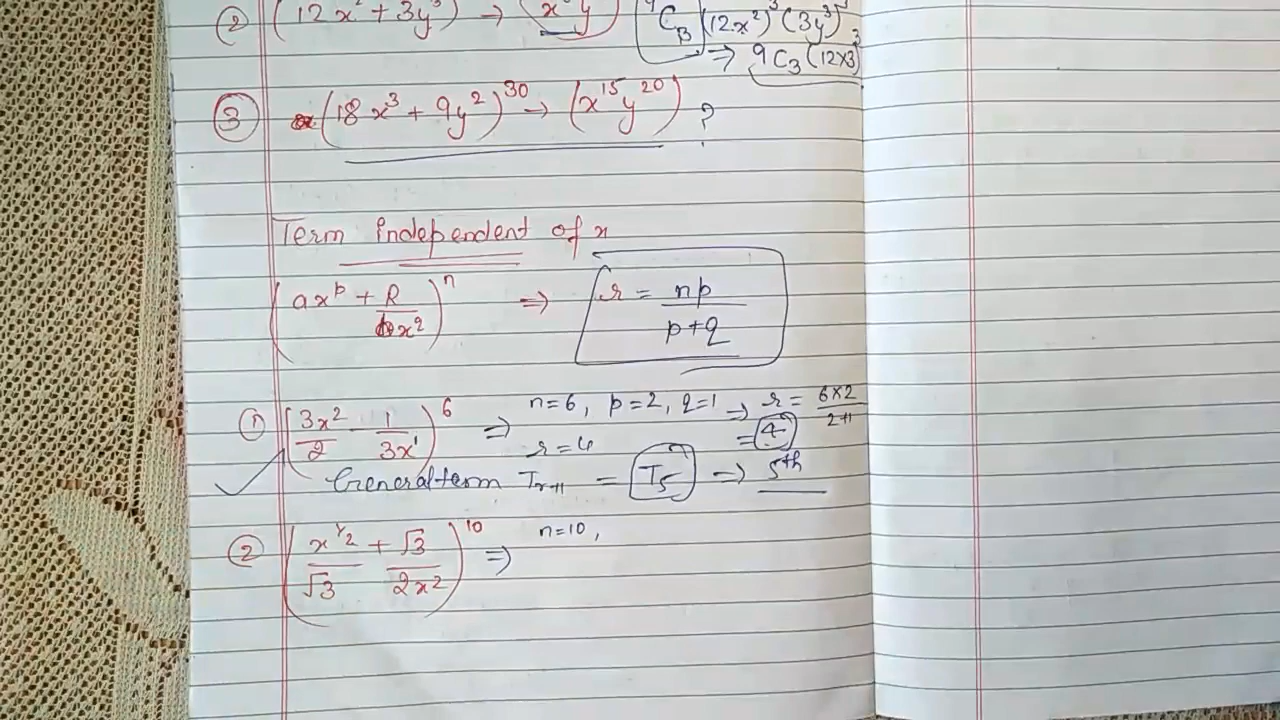 ② (12x² + 3y³) → (x⁶y⁹) ⁹C₃ (12x²)³ (3y³)³
⇒ 9C₃ (12×3)³
③ (18x³ + 9y²)³⁰ → (x¹⁵y²⁰) ?
Term independent of x
(axᵖ + R/x^q)ⁿ ⇒ r = np/(p+q)
① (3x²/2 - 1/3x¹)⁶ ⇒ n=6, p=2, q=1 → r = 6×2/2+1
r=4 = 4
General term Tr+1 = T5 → 5th
② (x^1/2/√3 + √3/2x²)¹⁰ ⇒ n=10,